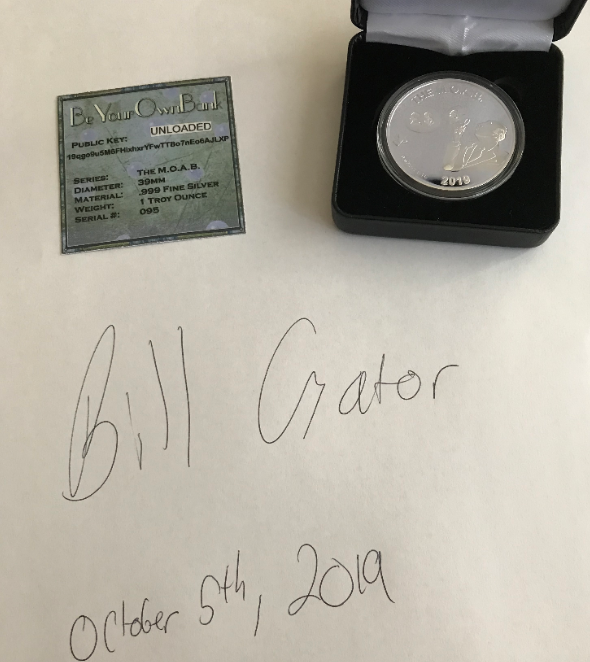 Be Your Own Bank
PUBLIC KEY: UNLOADED
SERIES: THE M.O.A.B.
DIAMETER: 39MM
MATERIAL: .999 FINE SILVER
WEIGHT: 1 TROY OUNCE
SERIAL #: 095
2019
Bill Gator
October 5th, 2019